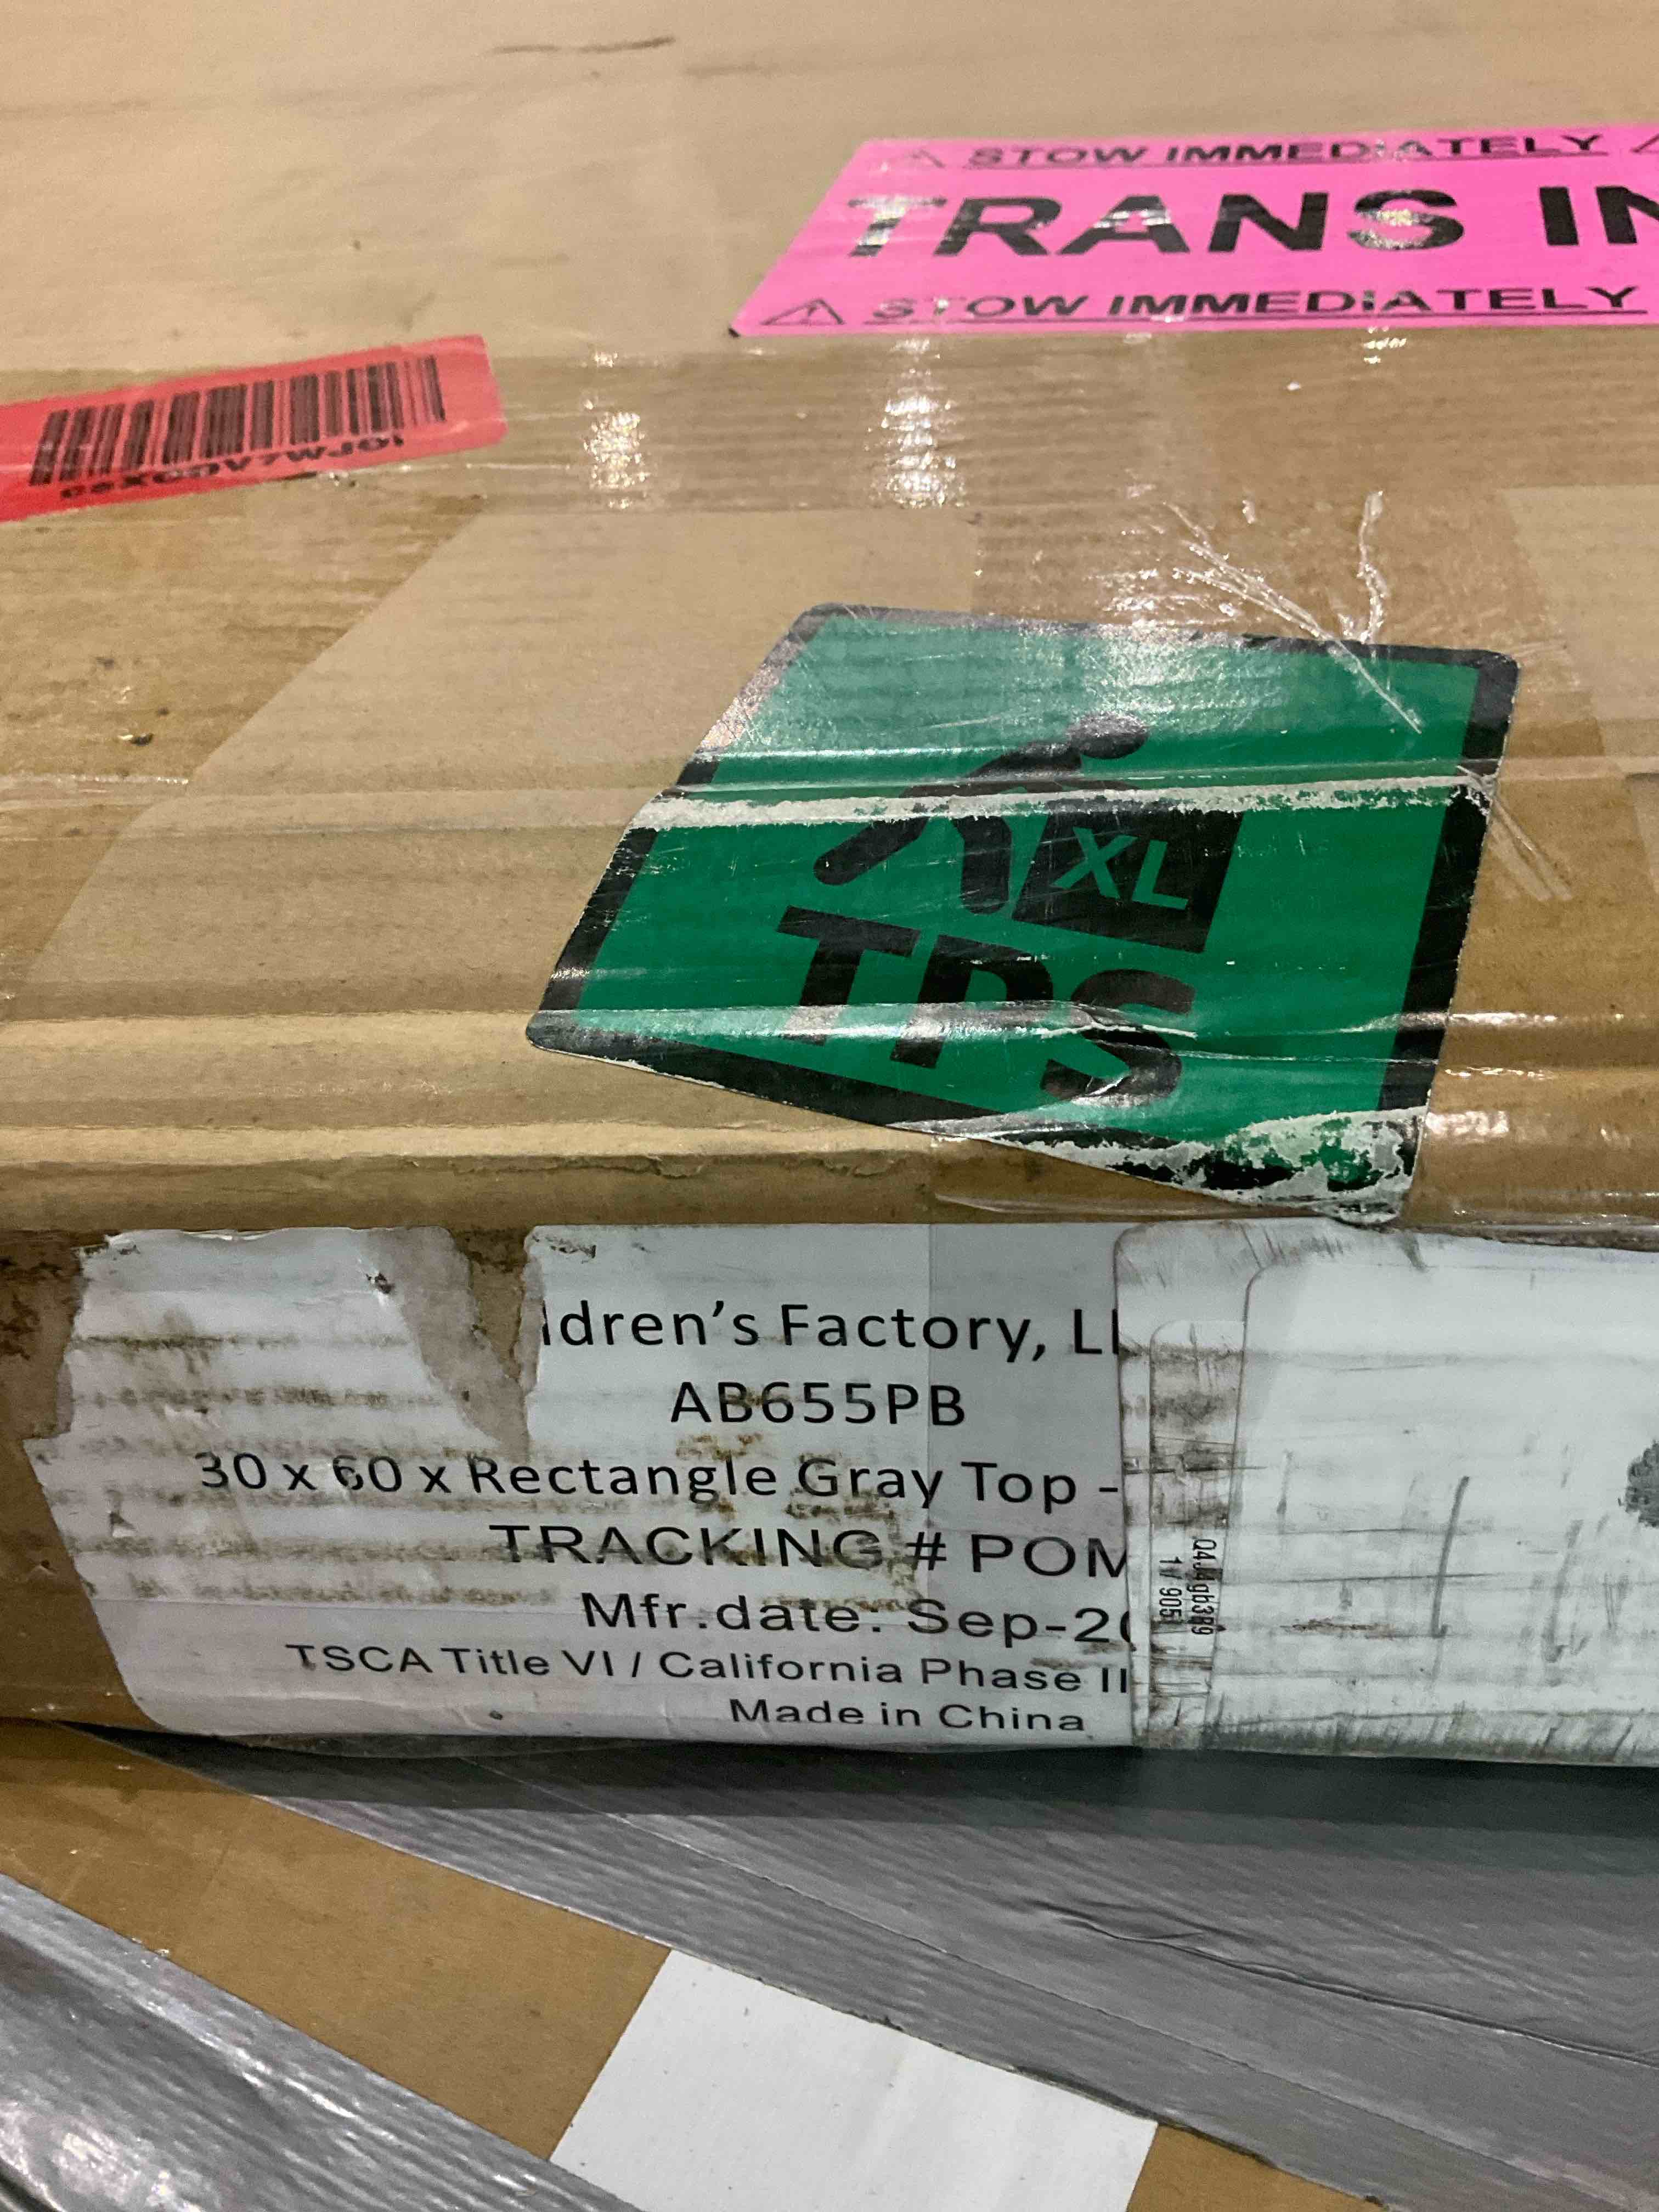 STOW IMMEDIATELY
TRANS IN
STOW IMMEDIATELY
XL
TPS
ldren's Factory, LL
AB655PB
30 x 60 x Rectangle Gray Top -
TRACKING # POM
Mfr.date: Sep-20
TSCA Title VI / California Phase II
Made in China